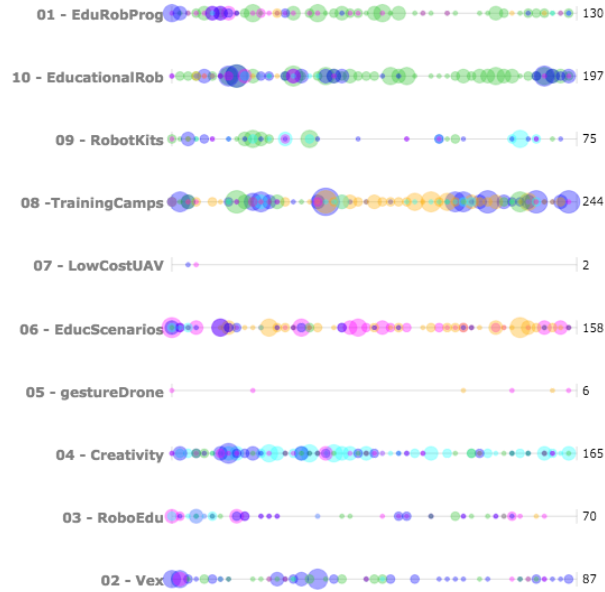 01 - EduRobProg 130
10 - EducationalRob 197
09 - RobotKits 75
08 -TrainingCamps 244
07 - LowCostUAV 2
06 - EducScenarios 158
05 - gestureDrone 6
04 - Creativity 165
03 - RoboEdu 70
02 - Vex 87